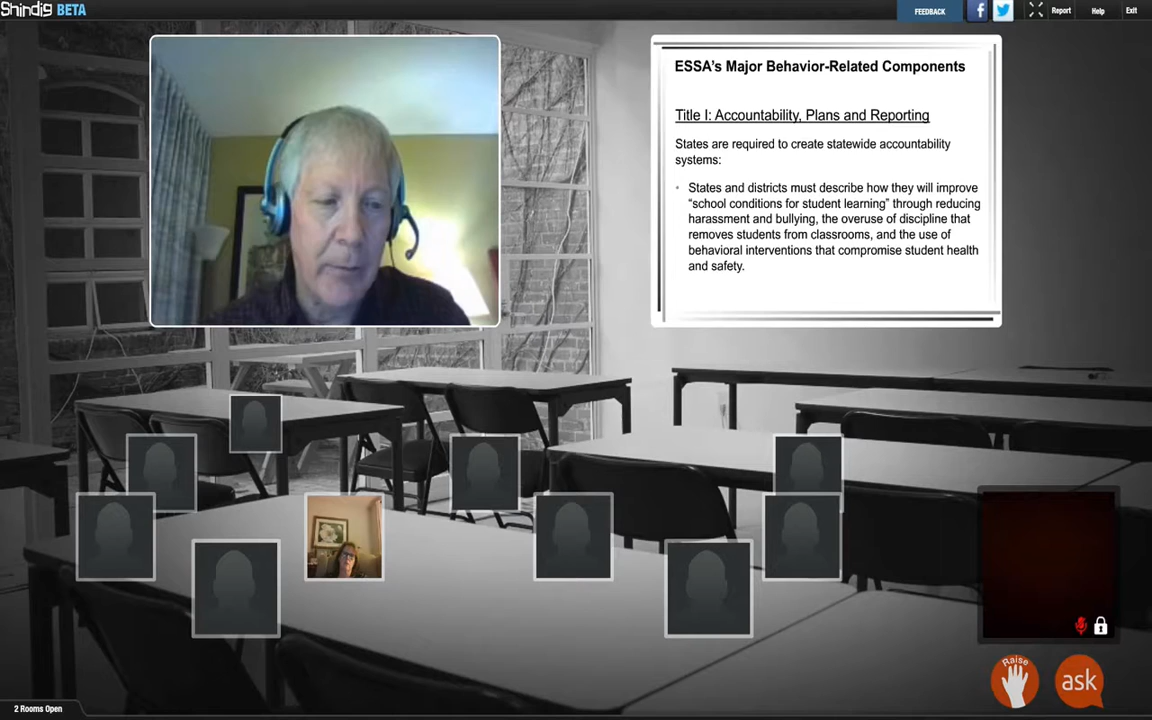 Shindig BETA
FEEDBACK
Report
Help
Exit
ESSA's Major Behavior-Related Components
Title I: Accountability, Plans and Reporting
States are required to create statewide accountability
systems:
• States and districts must describe how they will improve
“school conditions for student learning” through reducing
harassment and bullying, the overuse of discipline that
removes students from classrooms, and the use of
behavioral interventions that compromise student health
and safety.
Raise
ask
2 Rooms Open